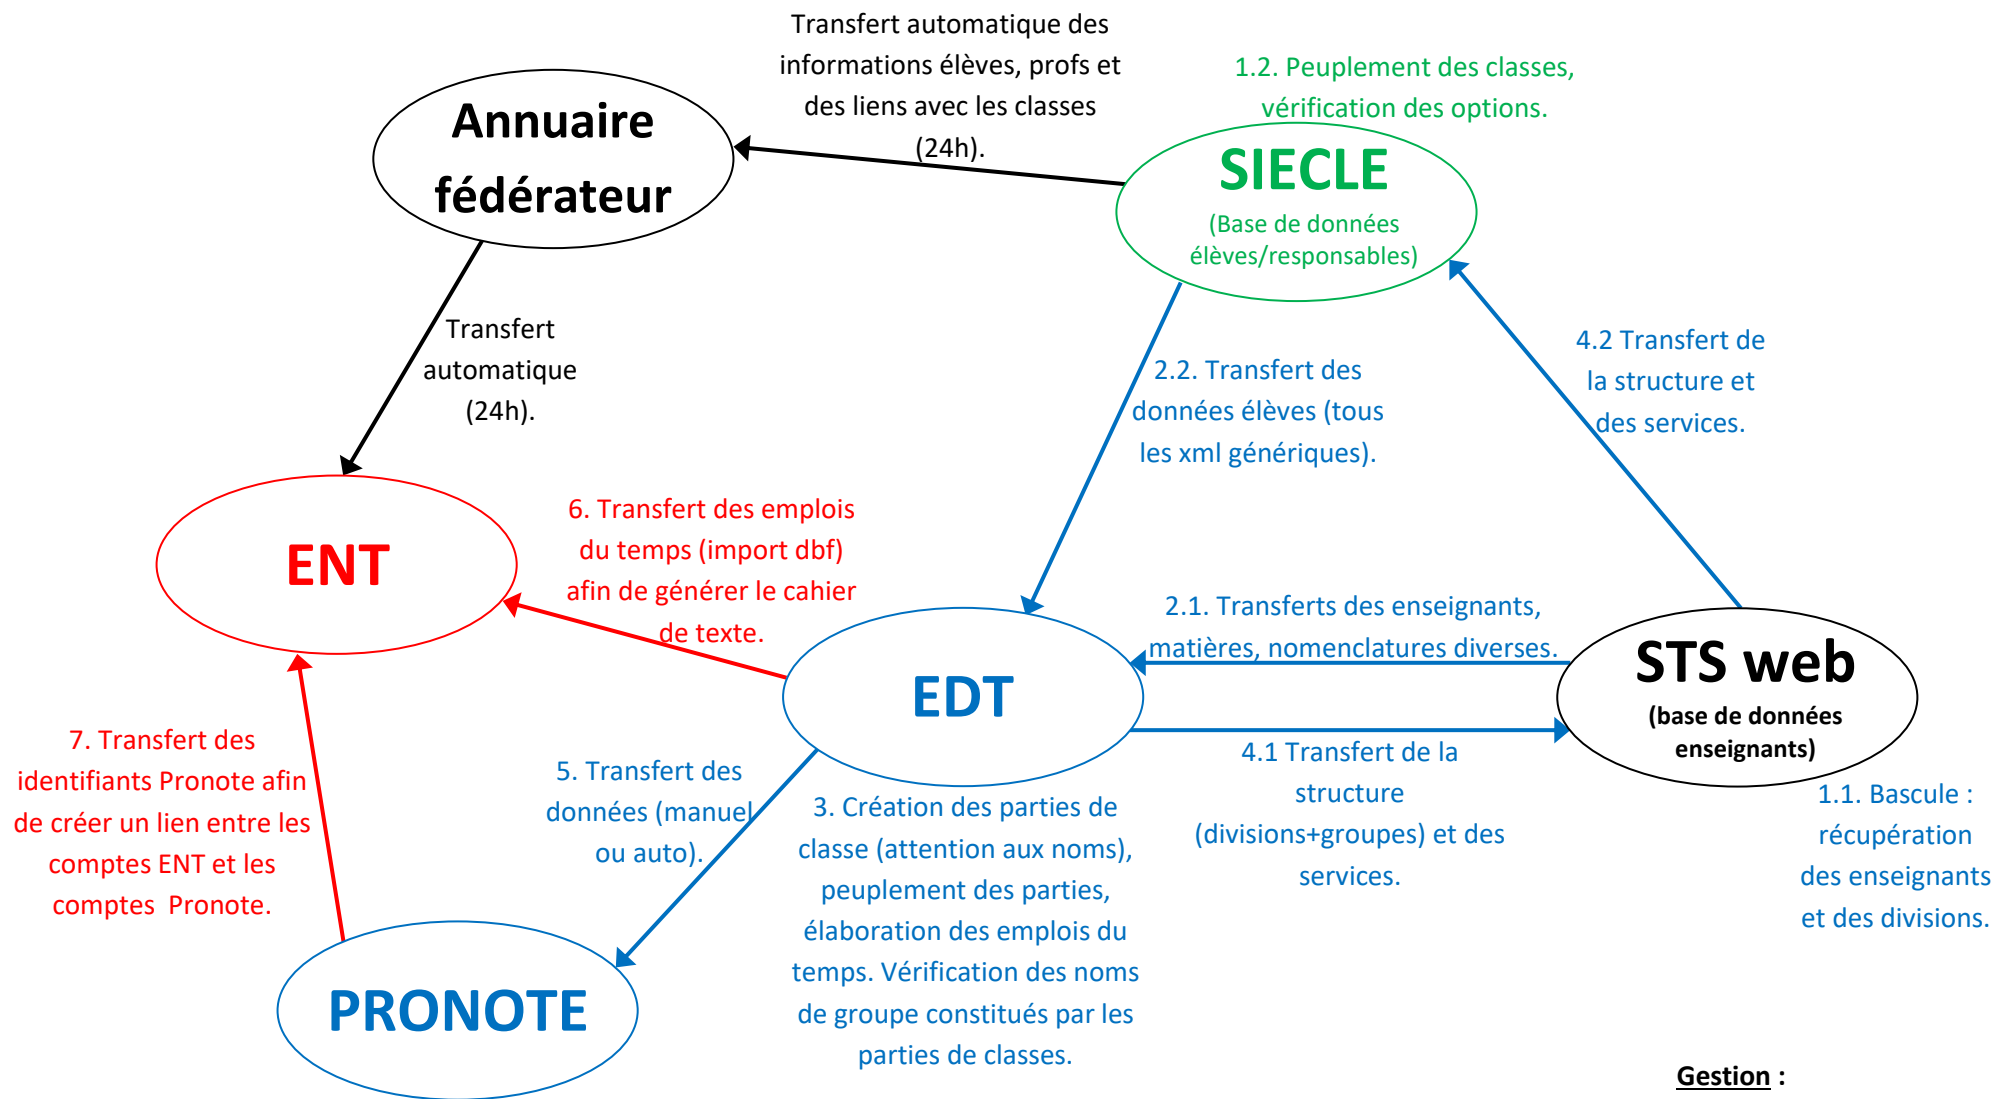 Transfert automatique des
informations élèves, profs et
des liens avec les classes
(24h).
1.2. Peuplement des classes,
vérification des options.
Annuaire
fédérateur
SIECLE
(Base de données
élèves/responsables)
Transfert
automatique
(24h).
2.2. Transfert des
données élèves (tous
les xml génériques).
4.2 Transfert de
la structure et
des services.
ENT
6. Transfert des emplois
du temps (import dbf)
afin de générer le cahier
de texte.
2.1. Transferts des enseignants,
matières, nomenclatures diverses.
EDT
STS web
(base de données
enseignants)
7. Transfert des
identifiants Pronote afin
de créer un lien entre les
comptes ENT et les
comptes  Pronote.
5. Transfert des
données (manuel
ou auto).
4.1 Transfert de la
structure
(divisions+groupes) et des
services.
1.1. Bascule :
récupération
des enseignants
et des divisions.
3. Création des parties de
classe (attention aux noms),
peuplement des parties,
élaboration des emplois du
temps. Vérification des noms
de groupe constitués par les
parties de classes.
PRONOTE
Gestion :